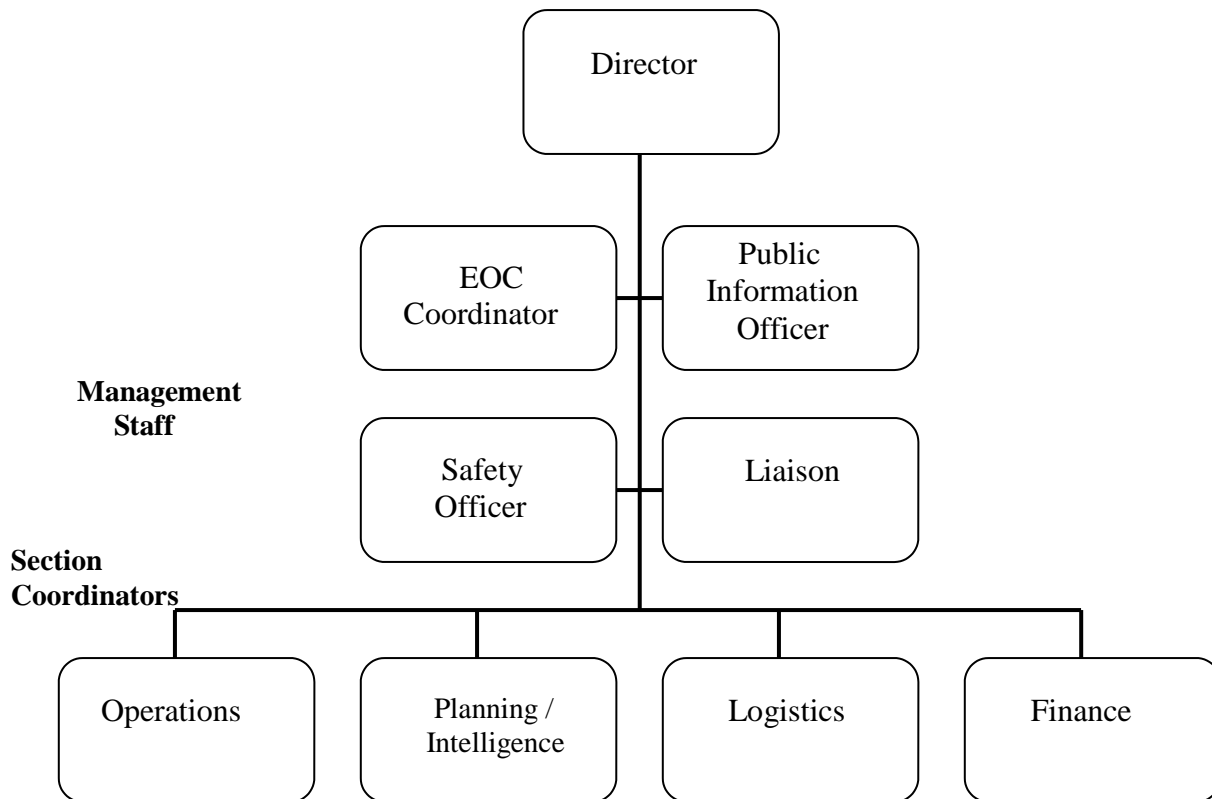 Director
EOC
Coordinator
Public
Information
Officer
Management
Staff
Safety
Officer
Liaison
Section
Coordinators
Operations
Planning /
Intelligence
Logistics
Finance